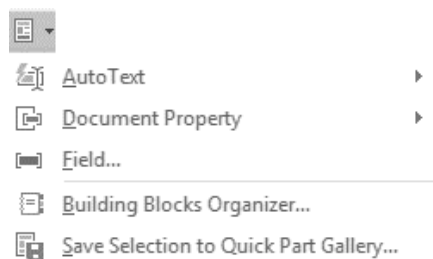 AutoText
Document Property
Field...
Building Blocks Organizer...
Save Selection to Quick Part Gallery...